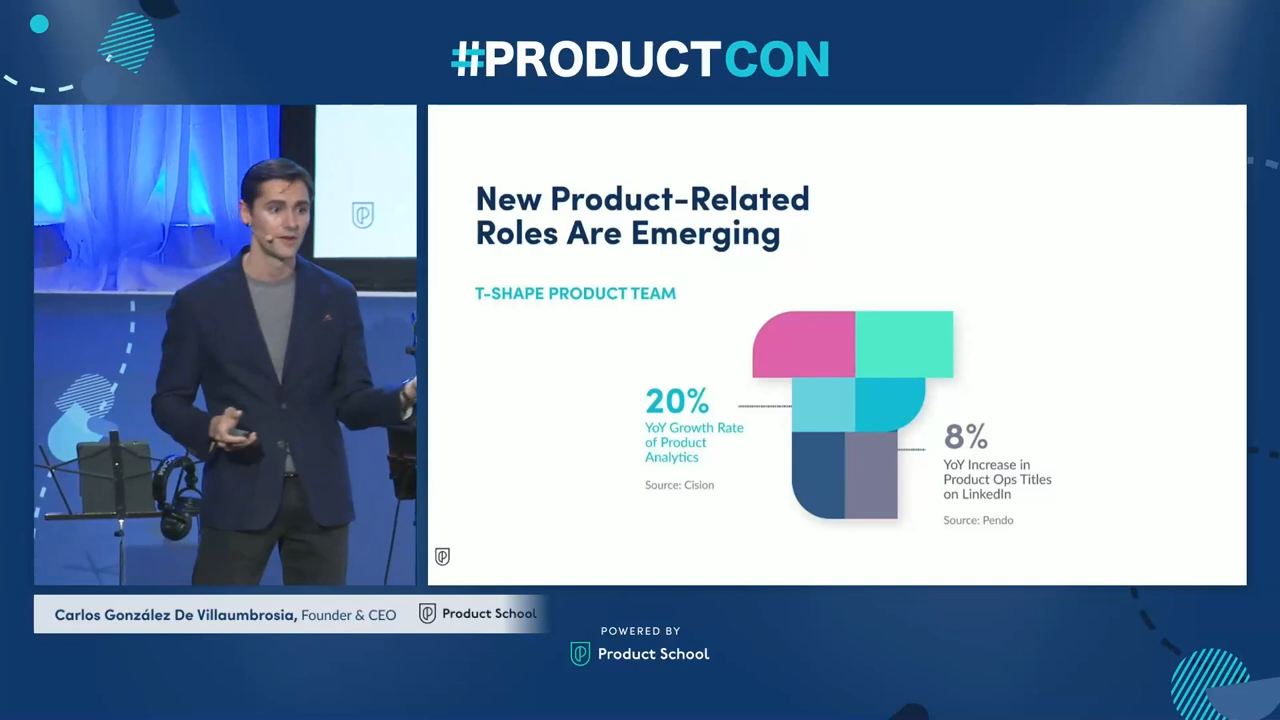 #PRODUCTCON
New Product-Related
Roles Are Emerging
T-SHAPE PRODUCT TEAM
20%
YoY Growth Rate
of Product
Analytics
Source: Cision
8%
YoY Increase in
Product Ops Titles
on LinkedIn
Source: Pendo
Carlos González De Villaumbrosia, Founder & CEO
Product School
POWERED BY
Product School